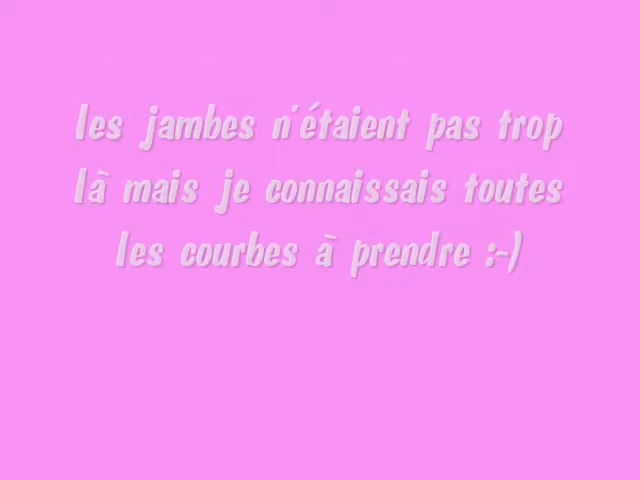 les jambes n'étaient pas trop
là mais je connaissais toutes
les courbes à prendre :-)